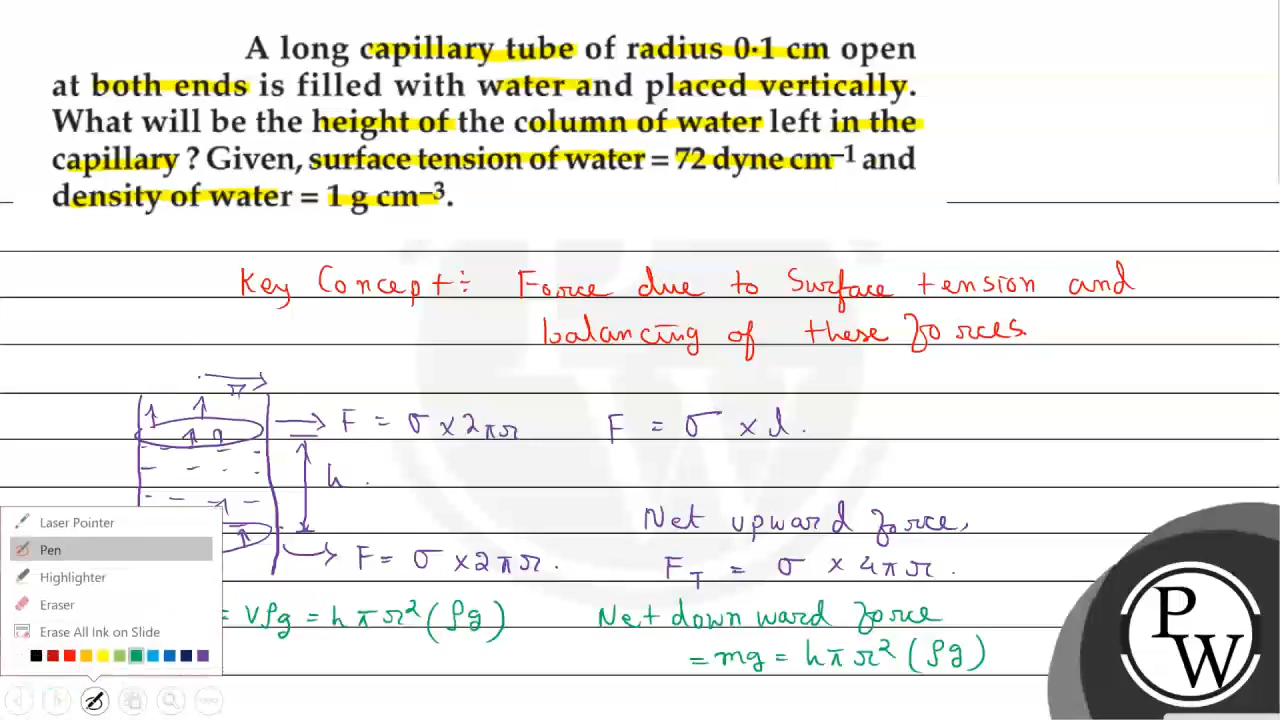 A long capillary tube of radius 0·1 cm open
at both ends is filled with water and placed vertically.
What will be the height of the column of water left in the
capillary ? Given, surface tension of water = 72 dyne cm⁻¹ and
density of water = 1 g cm⁻³.
Key Concept :- Force due to Surface tension and
balancing of these forces.
F = σ × 2πr
F = σ × l.
h
Net upward force,
F = σ × 2πr.
F_T = σ × 4πr.
= Vρg = hπr² (ρg)
Net down ward force
= mg = hπr² (ρg)
Laser Pointer
Pen
Highlighter
Eraser
Erase All Ink on Slide
P
W